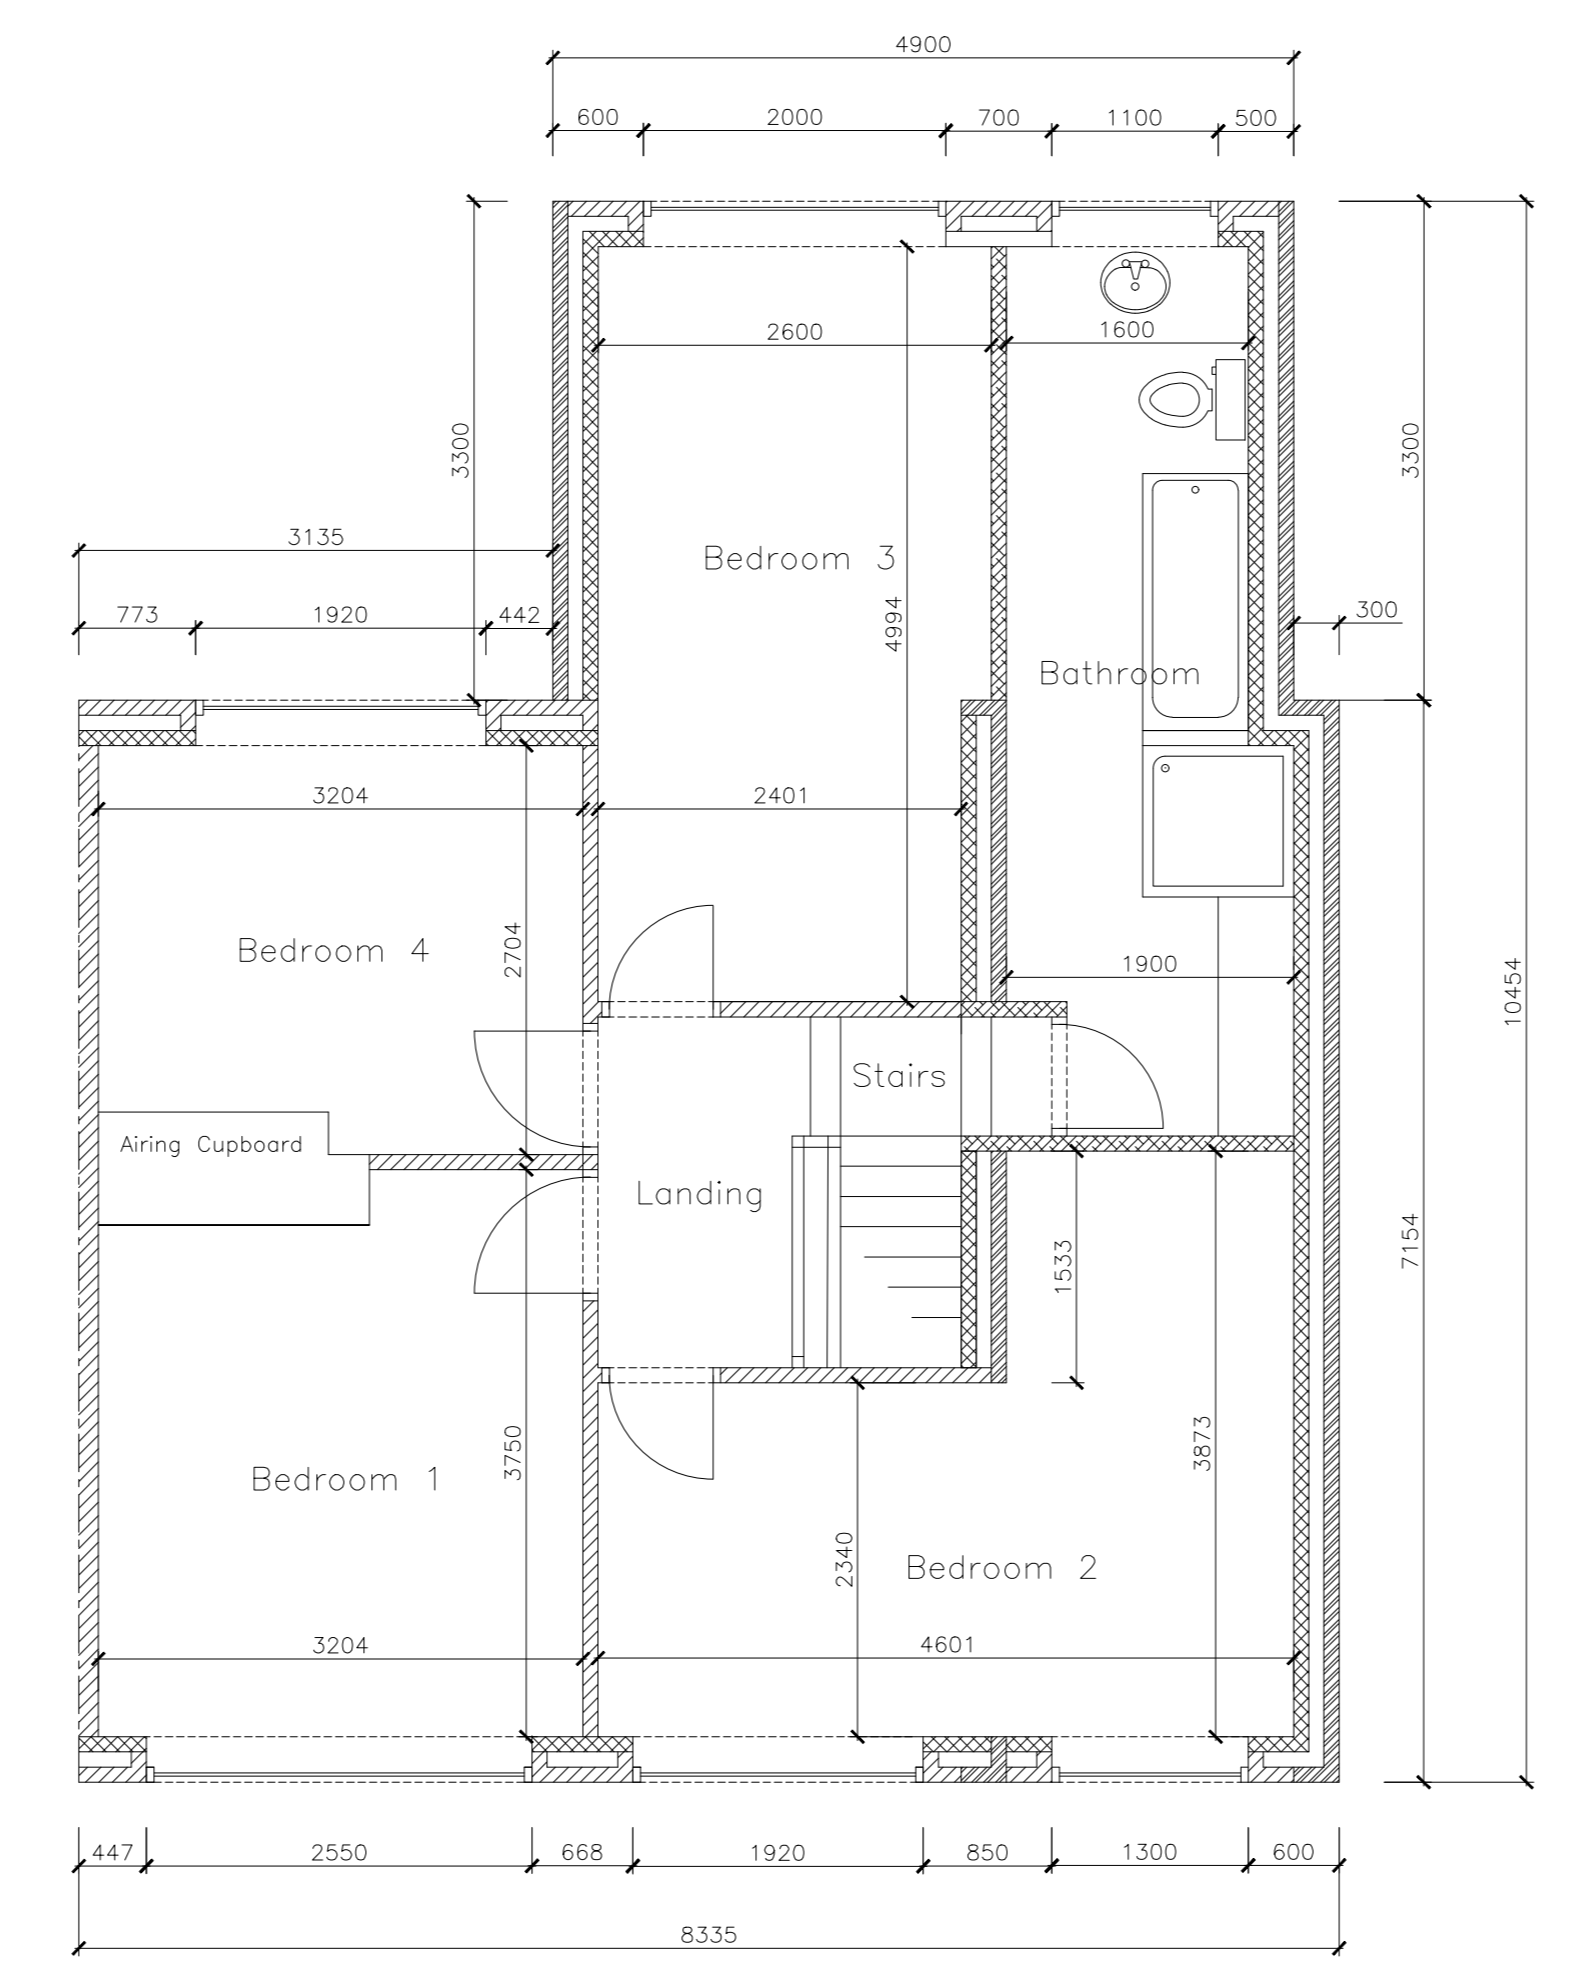 4900
600 2000 700 1100 500
2600 1600
3300 3300
3135
Bedroom 3
773 1920 442 4994 300
Bathroom
3204 2401
Bedroom 4 2704
1900 10454
Stairs
Airing Cupboard
Landing
1533 7154
Bedroom 1 3750 3873
2340 Bedroom 2
3204 4601
447 2550 668 1920 850 1300 600
8335